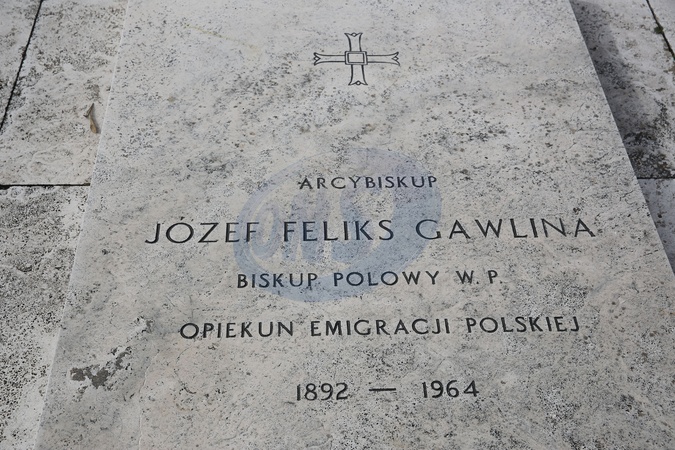 ARCYBISKUP
JÓZEF FELIKS GAWLINA
BISKUP POLOWY W.P.
OPIEKUN EMIGRACJI POLSKIEJ
1892 — 1964